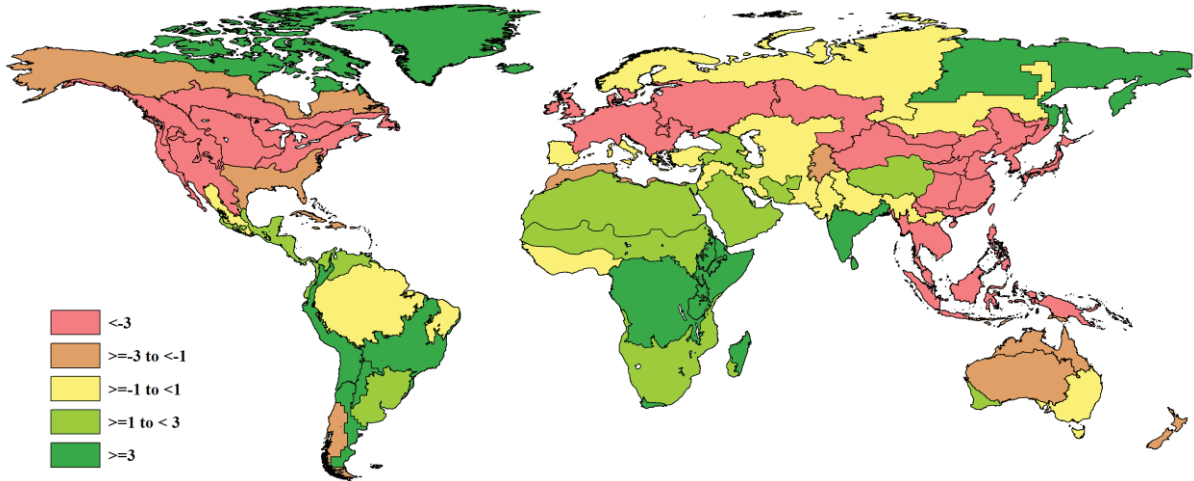 <-3
>=-3 to <-1
>=-1 to <1
>=1 to < 3
>=3